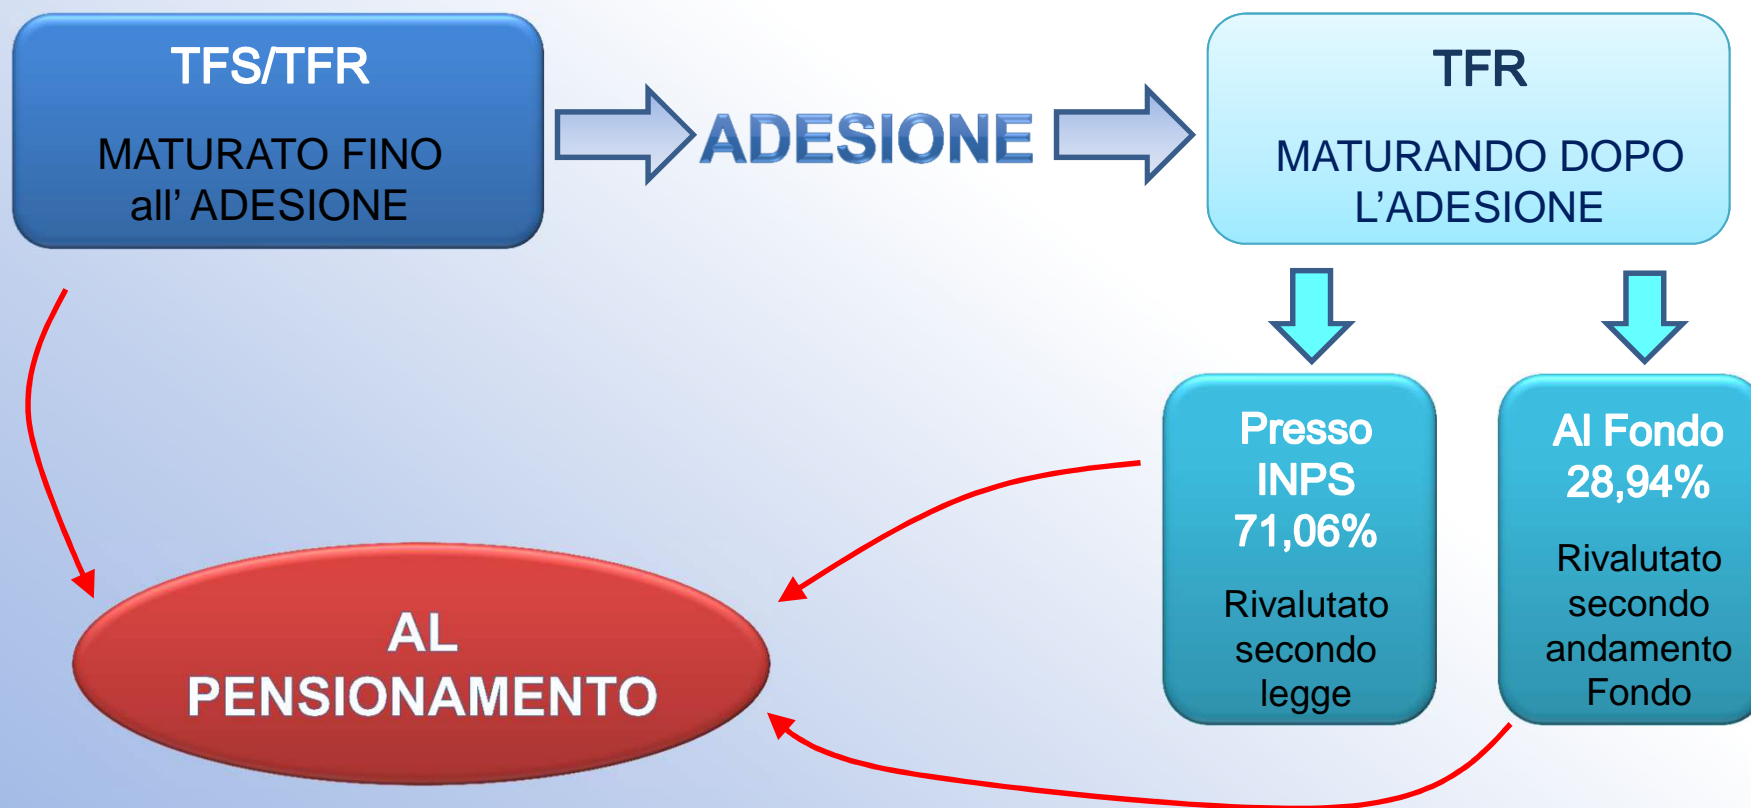 TFS/TFR
MATURATO FINO
all’ ADESIONE
ADESIONE
TFR
MATURANDO DOPO
L’ADESIONE
Presso
INPS
71,06%
Rivalutato
secondo
legge
Al Fondo
28,94%
Rivalutato
secondo
andamento
Fondo
AL
PENSIONAMENTO